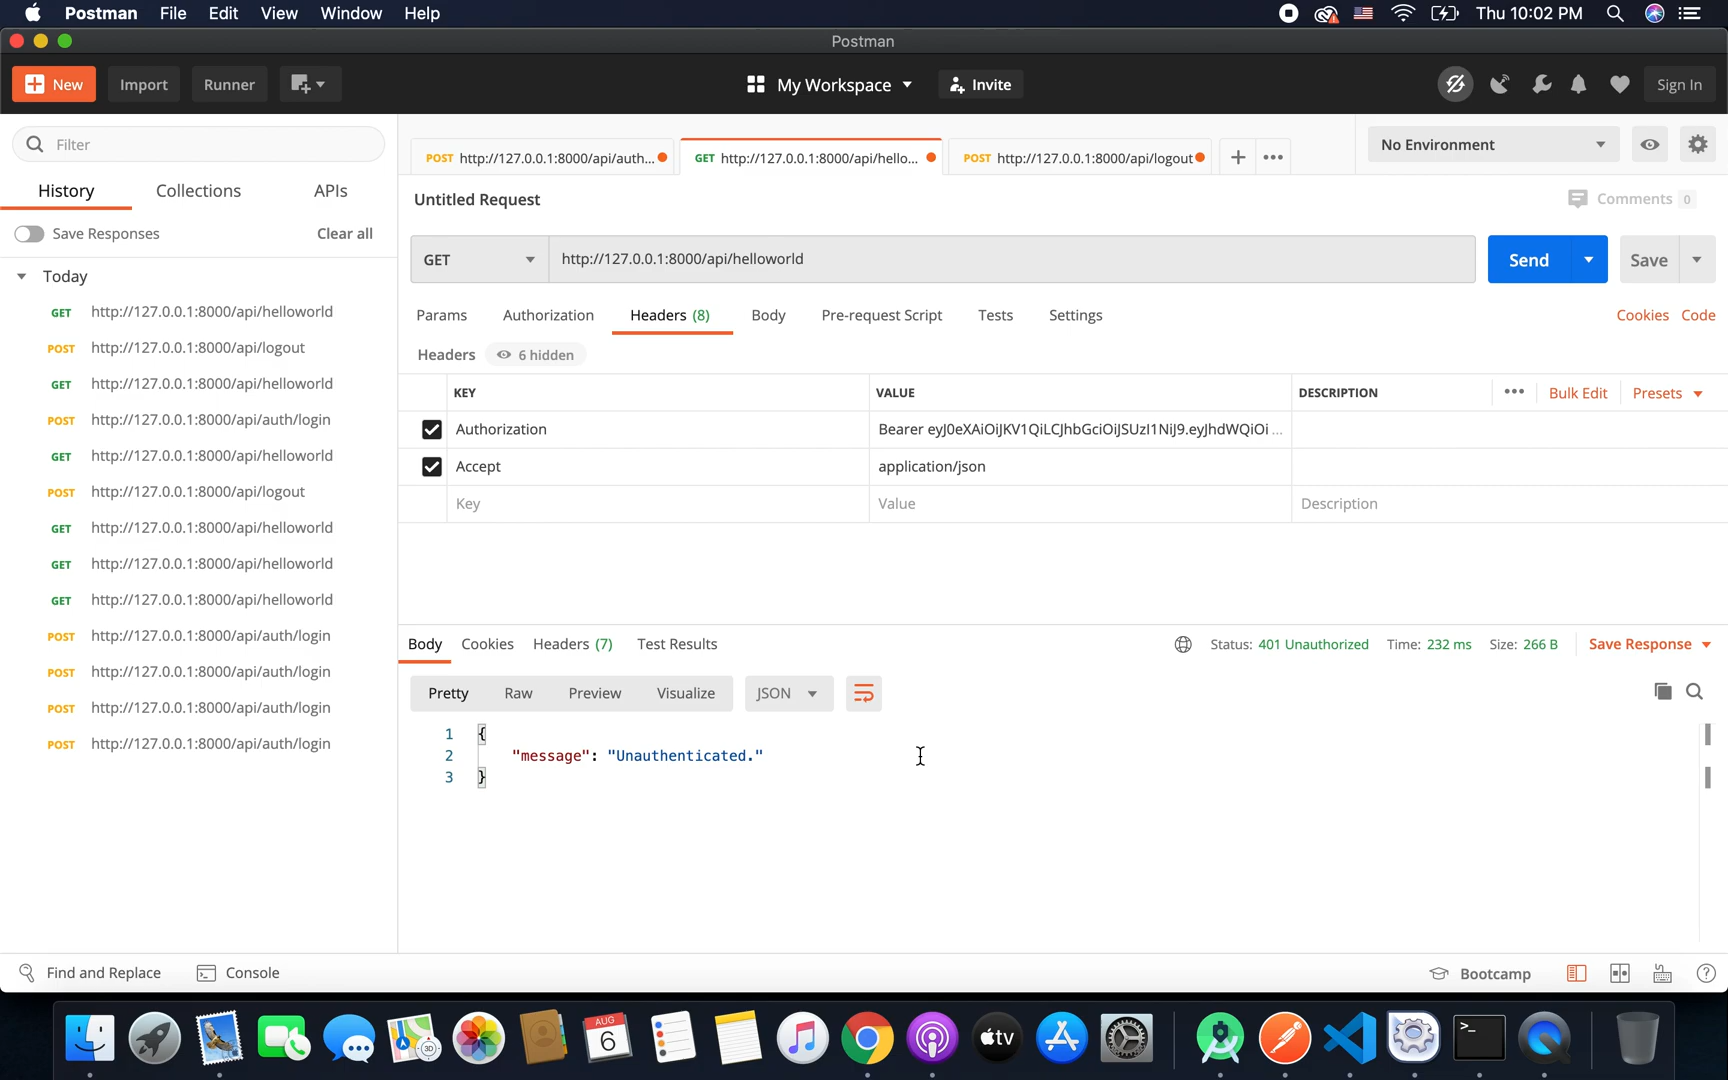 Postman File Edit View Window Help Thu 10:02 PM
Postman
New Import Runner My Workspace Invite Sign In
Filter
History Collections APIs
Save Responses Clear all
Today
GET http://127.0.0.1:8000/api/helloworld
POST http://127.0.0.1:8000/api/logout
GET http://127.0.0.1:8000/api/helloworld
POST http://127.0.0.1:8000/api/auth/login
GET http://127.0.0.1:8000/api/helloworld
POST http://127.0.0.1:8000/api/logout
GET http://127.0.0.1:8000/api/helloworld
GET http://127.0.0.1:8000/api/helloworld
GET http://127.0.0.1:8000/api/helloworld
POST http://127.0.0.1:8000/api/auth/login
POST http://127.0.0.1:8000/api/auth/login
POST http://127.0.0.1:8000/api/auth/login
POST http://127.0.0.1:8000/api/auth/login
POST http://127.0.0.1:8000/api/auth... GET http://127.0.0.1:8000/api/hello... POST http://127.0.0.1:8000/api/logout No Environment
Untitled Request Comments 0
GET http://127.0.0.1:8000/api/helloworld Send Save
Params Authorization Headers (8) Body Pre-request Script Tests Settings Cookies Code
Headers 6 hidden
KEY VALUE DESCRIPTION Bulk Edit Presets
Authorization Bearer eyJ0eXAiOiJKV1QiLCJhbGciOiJSUzI1NiJ9.eyJhdWQiOi ...
Accept application/json
Key Value Description
Body Cookies Headers (7) Test Results Status: 401 Unauthorized Time: 232 ms Size: 266 B Save Response
Pretty Raw Preview Visualize JSON
1 {
2 "message": "Unauthenticated."
3 }
Find and Replace Console Bootcamp
AUG
6
tv